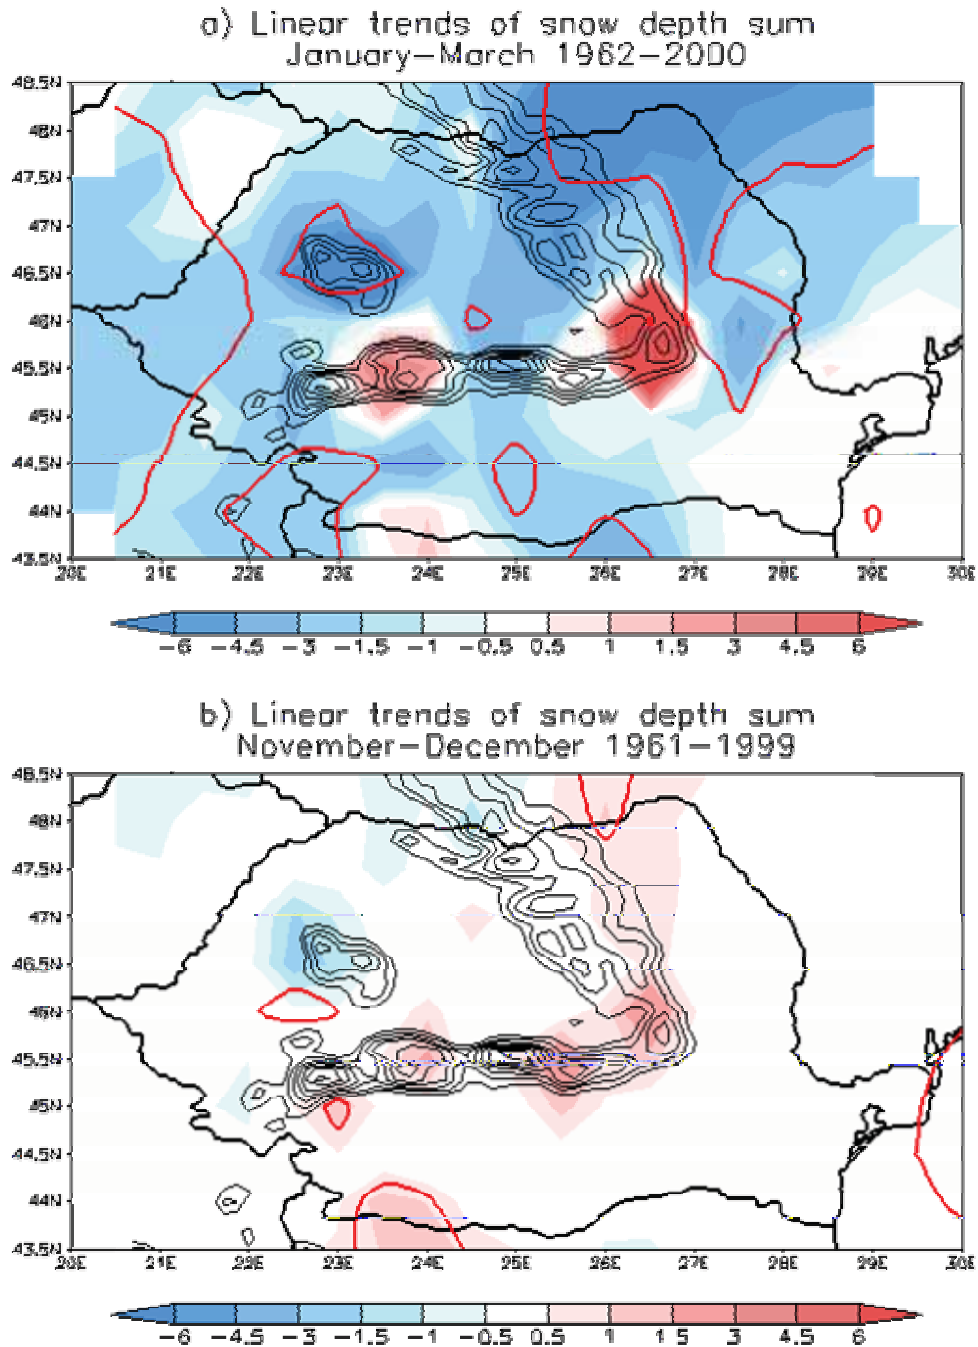 a) Linear trends of snow depth sum
January-March 1962-2000
48.5N
48N
47.5N
47N
46.5N
46N
45.5N
45N
44.5N
44N
43.5N
20E 21E 22E 23E 24E 25E 26E 27E 28E 29E 30E
-6 -4.5 -3 -1.5 -1 -0.5 0.5 1 1.5 3 4.5 6
b) Linear trends of snow depth sum
November-December 1961-1999
48.5N
48N
47.5N
47N
46.5N
46N
45.5N
45N
44.5N
44N
43.5N
20E 21E 22E 23E 24E 25E 26E 27E 28E 29E 30E
-6 -4.5 -3 -1.5 -1 -0.5 0.5 1 1.5 3 4.5 6